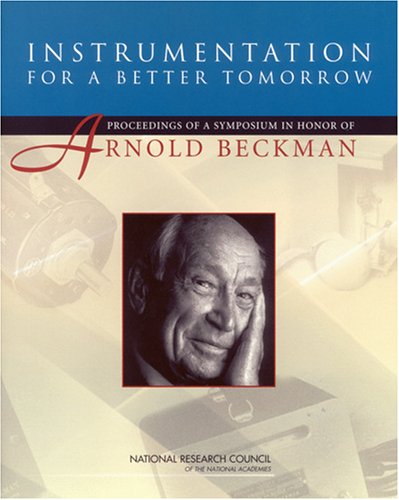 INSTRUMENTATION
FOR A BETTER TOMORROW
PROCEEDINGS OF A SYMPOSIUM IN HONOR OF
ARNOLD BECKMAN
NATIONAL RESEARCH COUNCIL
OF THE NATIONAL ACADEMIES